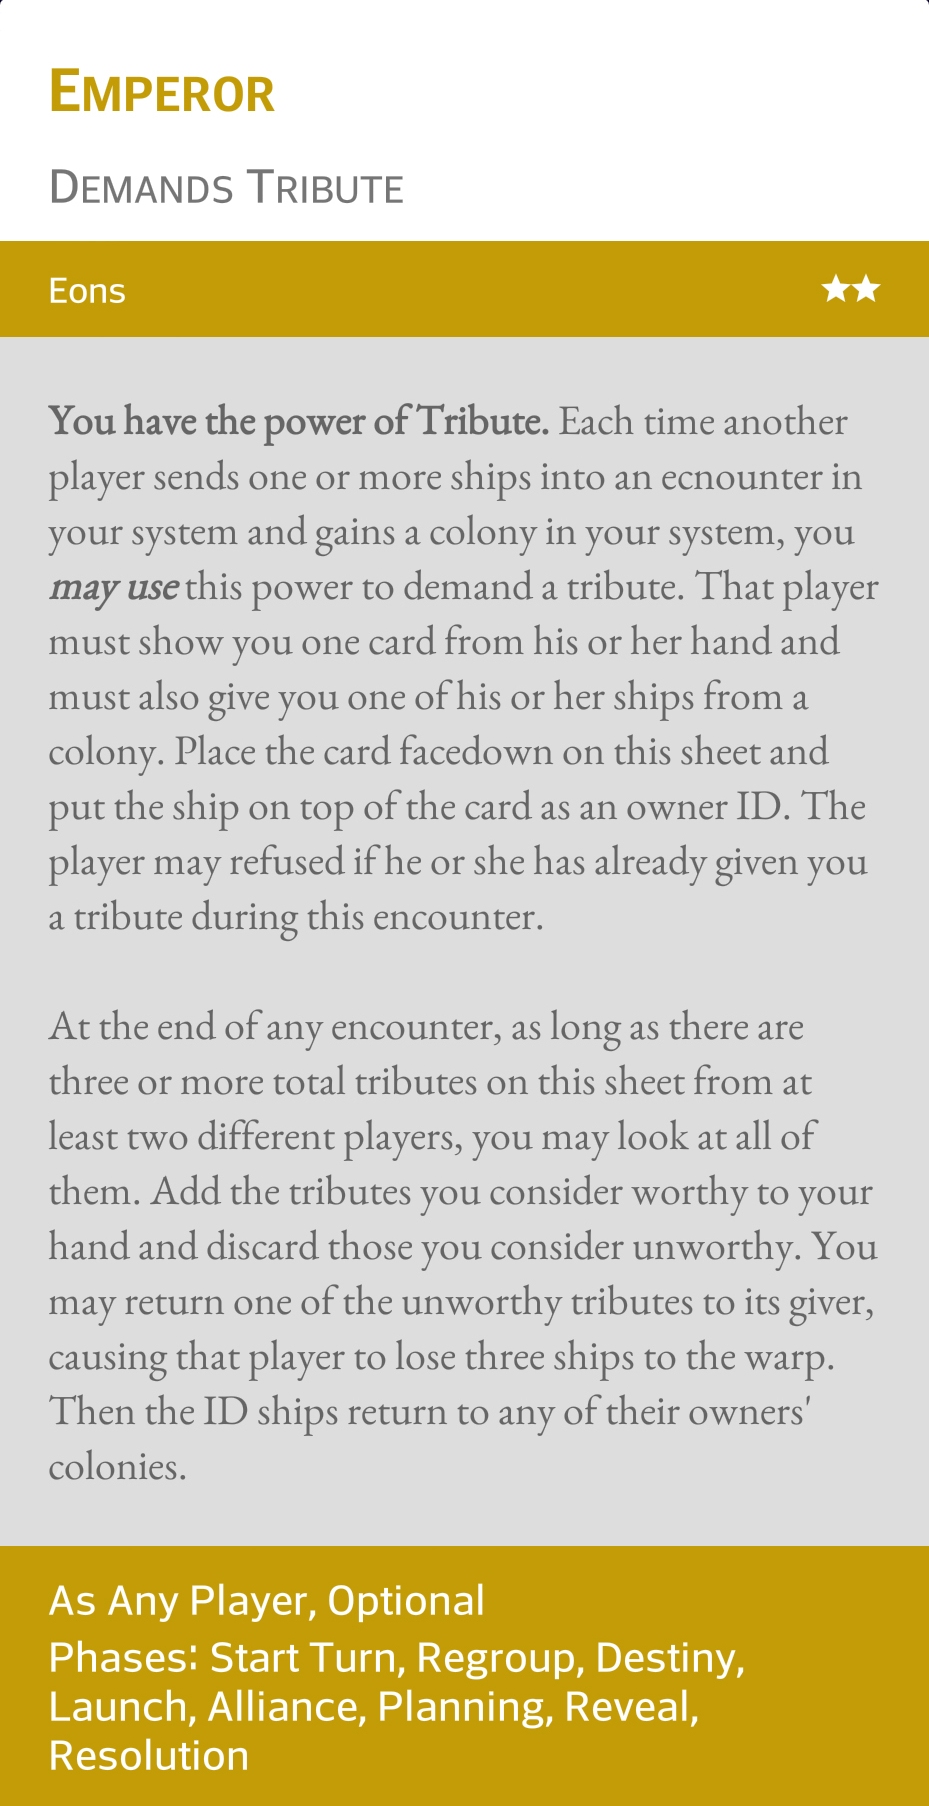 EMPEROR
DEMANDS TRIBUTE
Eons ★★
You have the power of Tribute. Each time another
player sends one or more ships into an ecnounter in
your system and gains a colony in your system, you
may use this power to demand a tribute. That player
must show you one card from his or her hand and
must also give you one of his or her ships from a
colony. Place the card facedown on this sheet and
put the ship on top of the card as an owner ID. The
player may refused if he or she has already given you
a tribute during this encounter.
At the end of any encounter, as long as there are
three or more total tributes on this sheet from at
least two different players, you may look at all of
them. Add the tributes you consider worthy to your
hand and discard those you consider unworthy. You
may return one of the unworthy tributes to its giver,
causing that player to lose three ships to the warp.
Then the ID ships return to any of their owners'
colonies.
As Any Player, Optional
Phases: Start Turn, Regroup, Destiny,
Launch, Alliance, Planning, Reveal,
Resolution